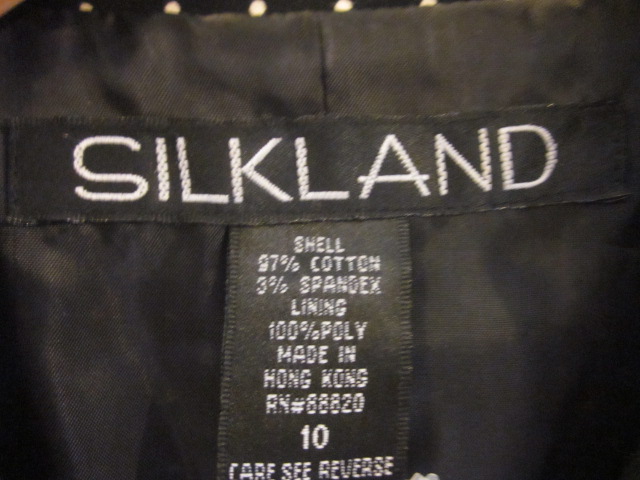 SILKLAND
SHELL
97% COTTON
3% SPANDEX
LINING
100%POLY
MADE IN
HONG KONG
RN#88820
10
CARE SEE REVERSE